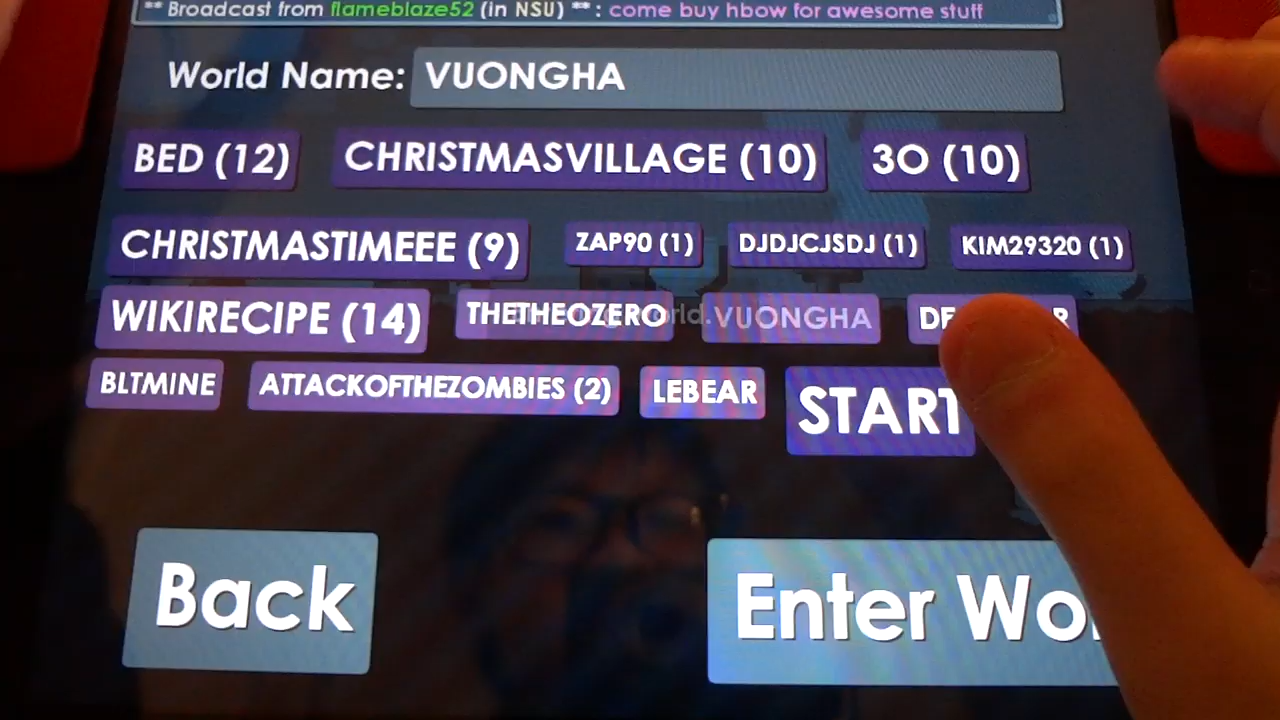 ** Broadcast from flameblaze52 (in NSU) ** : come buy hbow for awesome stuff
World Name: VUONGHA
BED (12) CHRISTMASVILLAGE (10) 3O (10)
CHRISTMASTIMEEE (9) ZAP90 (1) DJDJCJSDJ (1) KIM29320 (1)
WIKIRECIPE (14) THETHEOZERO VUONGHA
BLTMINE ATTACKOFTHEZOMBIES (2) LEBEAR START
Back Enter